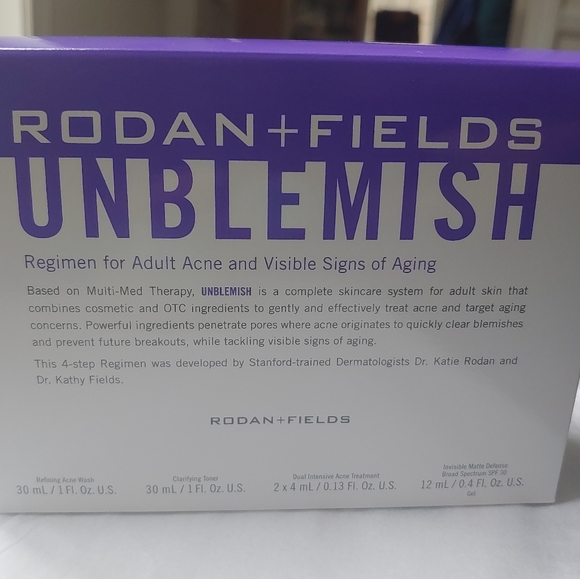 RODAN+FIELDS
UNBLEMISH
Regimen for Adult Acne and Visible Signs of Aging
Based on Multi-Med Therapy, UNBLEMISH is a complete skincare system for adult skin that
combines cosmetic and OTC ingredients to gently and effectively treat acne and target aging
concerns. Powerful ingredients penetrate pores where acne originates to quickly clear blemishes
and prevent future breakouts, while tackling visible signs of aging.
This 4-step Regimen was developed by Stanford-trained Dermatologists Dr. Katie Rodan and
Dr. Kathy Fields.
RODAN+FIELDS
Refining Acne Wash
30 mL / 1 Fl. Oz. U.S.
Clarifying Toner
30 mL / 1 Fl. Oz. U.S.
Dual Intensive Acne Treatment
2 x 4 mL / 0.13 Fl. Oz. U.S.
Invisible Matte Defense
Broad Spectrum SPF 30
12 mL / 0.4 Fl. Oz. U.S.
Gel